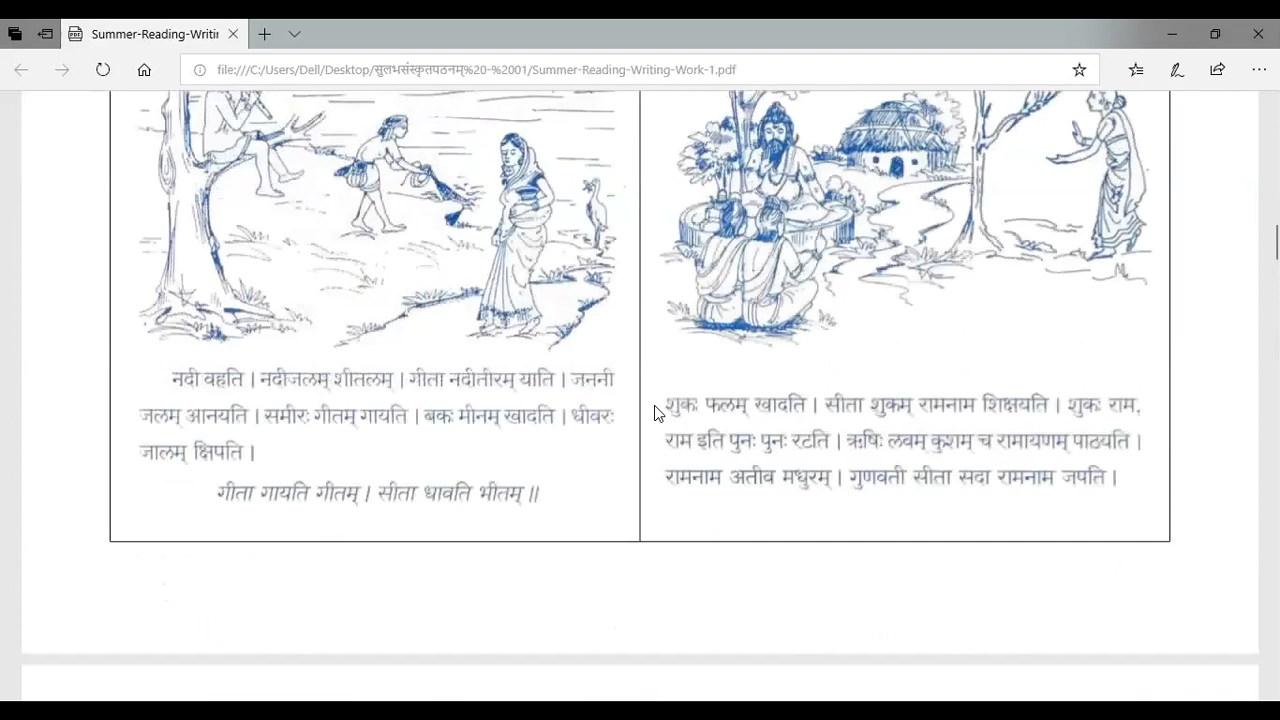 Summer-Reading-Writin
file:///C:/Users/Dell/Desktop/सुलभसंस्कृतपठनम्%20-%2001/Summer-Reading-Writing-Work-1.pdf
नदी वहति । नदीजलम् शीतलम् । गीता नदीतीरम् याति । जननी
जलम् आनयति । समीरः गीतम् गायति । बकः मीनम् खादति । धीवरः
जालम् क्षिपति ।
गीता गायति गीतम् । सीता धावति भीतम् ॥
शुकः फलम् खादति । सीता शुकम् रामनाम शिक्षयति । शुकः राम,
राम इति पुनः पुनः रटति । ऋषिः लवम् कुशम् च रामायणम् पाठयति ।
रामनाम अतीव मधुरम् । गुणवती सीता सदा रामनाम जपति ।